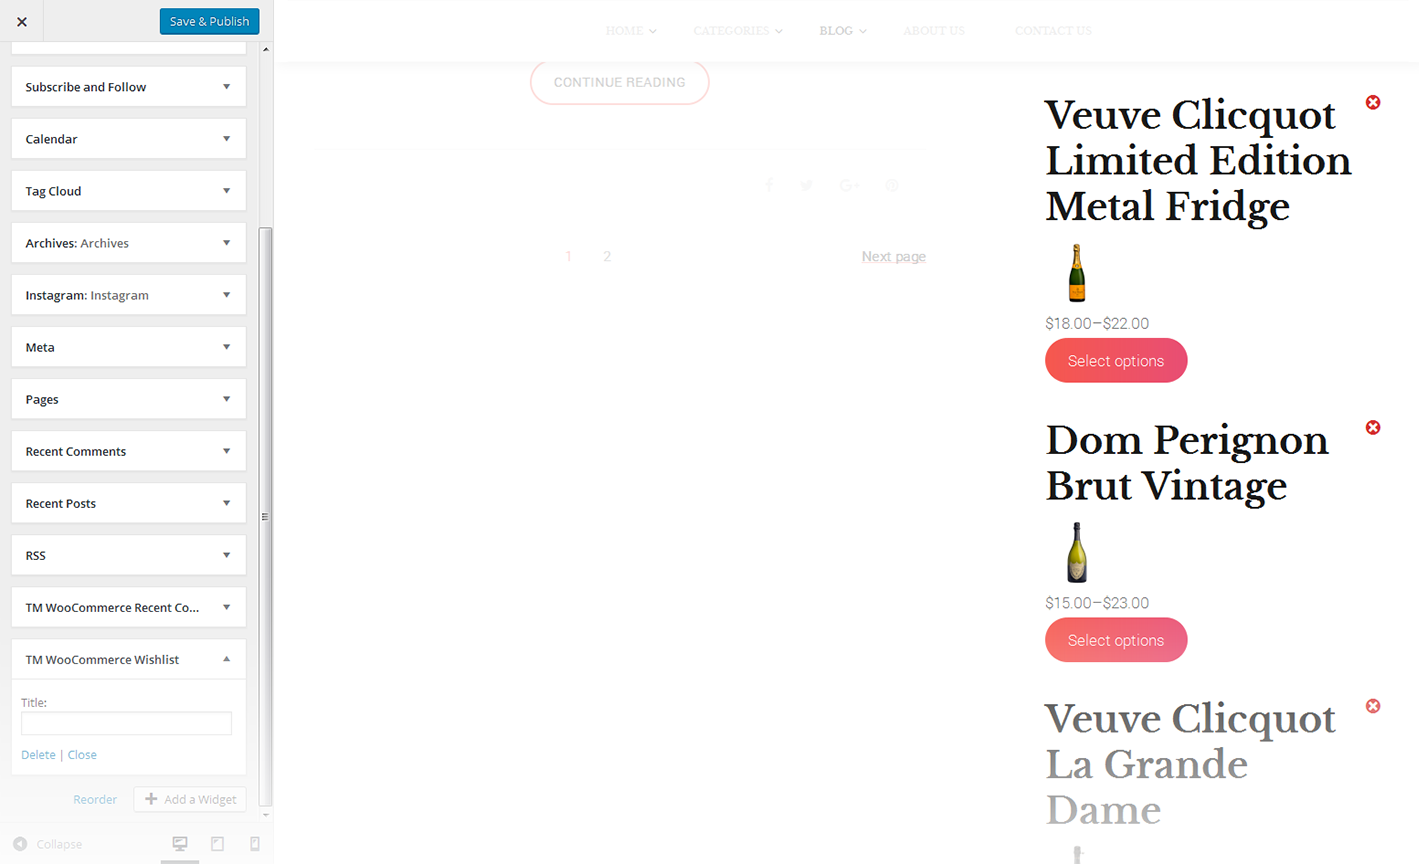 Save & Publish
Subscribe and Follow
Calendar
Tag Cloud
Archives: Archives
Instagram: Instagram
Meta
Pages
Recent Comments
Recent Posts
RSS
TM WooCommerce Recent Co...
TM WooCommerce Wishlist
Title:
Delete | Close
Reorder
Add a Widget
Collapse
HOME CATEGORIES BLOG ABOUT US CONTACT US
CONTINUE READING
1 2 Next page
Veuve Clicquot
Limited Edition
Metal Fridge
$18.00–$22.00
Select options
Dom Perignon
Brut Vintage
$15.00–$23.00
Select options
Veuve Clicquot
La Grande
Dame